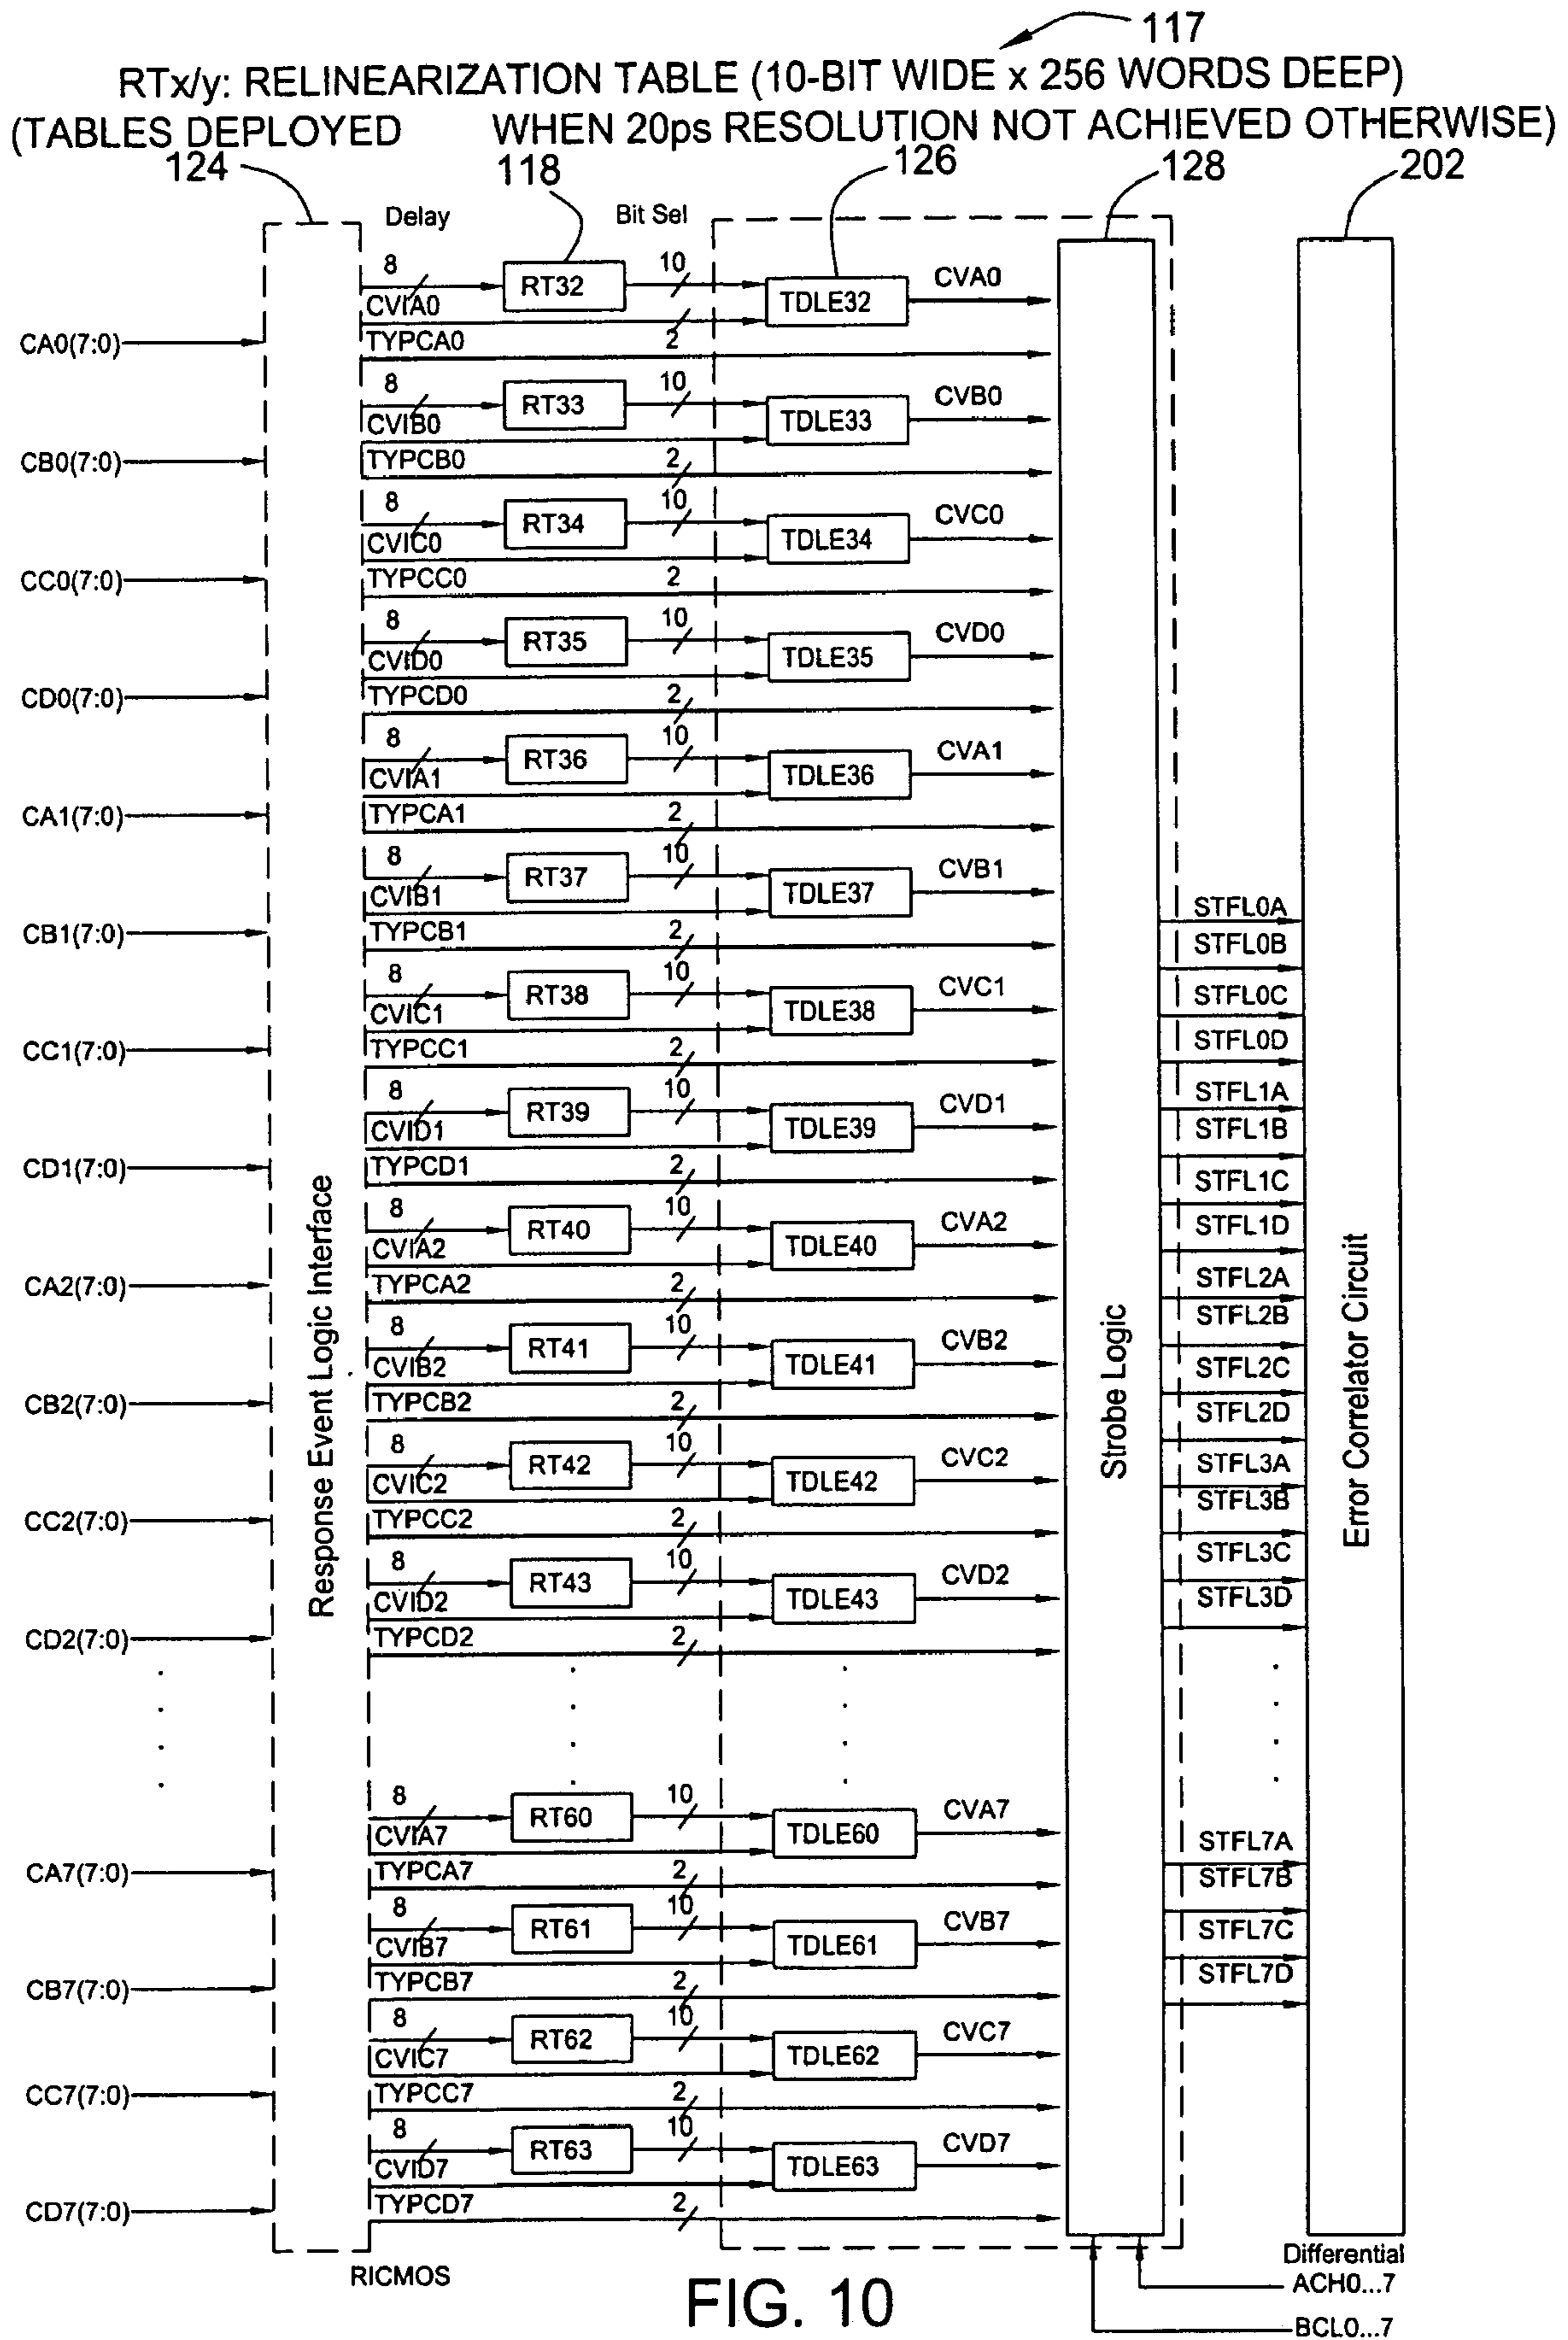 117
RTx/y: RELINEARIZATION TABLE (10-BIT WIDE x 256 WORDS DEEP)
(TABLES DEPLOYED WHEN 20ps RESOLUTION NOT ACHIEVED OTHERWISE)
124 118 126 128 202
Delay Bit Sel
8 RT32 10 TDLE32 CVA0
CVIA0
CA0(7:0) TYPCA0 2
8 RT33 10 TDLE33 CVB0
CVIB0
CB0(7:0) TYPCB0 2
8 RT34 10 TDLE34 CVC0
CVIC0
CC0(7:0) TYPCC0 2
8 RT35 10 TDLE35 CVD0
CVID0
CD0(7:0) TYPCD0 2
8 RT36 10 TDLE36 CVA1
CVIA1
CA1(7:0) TYPCA1 2
8 RT37 10 TDLE37 CVB1
CVIB1
CB1(7:0) TYPCB1 2
8 RT38 10 TDLE38 CVC1
CVIC1
CC1(7:0) TYPCC1 2
8 RT39 10 TDLE39 CVD1
CVID1
CD1(7:0) TYPCD1 2
8 RT40 10 TDLE40 CVA2
CVIA2
CA2(7:0) TYPCA2 2
8 RT41 10 TDLE41 CVB2
CVIB2
CB2(7:0) TYPCB2 2
8 RT42 10 TDLE42 CVC2
CVIC2
CC2(7:0) TYPCC2 2
8 RT43 10 TDLE43 CVD2
CVID2
CD2(7:0) TYPCD2 2
8 RT60 10 TDLE60 CVA7
CVIA7
CA7(7:0) TYPCA7 2
8 RT61 10 TDLE61 CVB7
CVIB7
CB7(7:0) TYPCB7 2
8 RT62 10 TDLE62 CVC7
CVIC7
CC7(7:0) TYPCC7 2
8 RT63 10 TDLE63 CVD7
CVID7
CD7(7:0) TYPCD7 2
Response Event Logic Interface
Strobe Logic
STFL0A
STFL0B
STFL0C
STFL0D
STFL1A
STFL1B
STFL1C
STFL1D
STFL2A
STFL2B
STFL2C
STFL2D
STFL3A
STFL3B
STFL3C
STFL3D
STFL7A
STFL7B
STFL7C
STFL7D
Error Correlator Circuit
RICMOS
Differential
ACH0...7
BCL0...7
FIG. 10